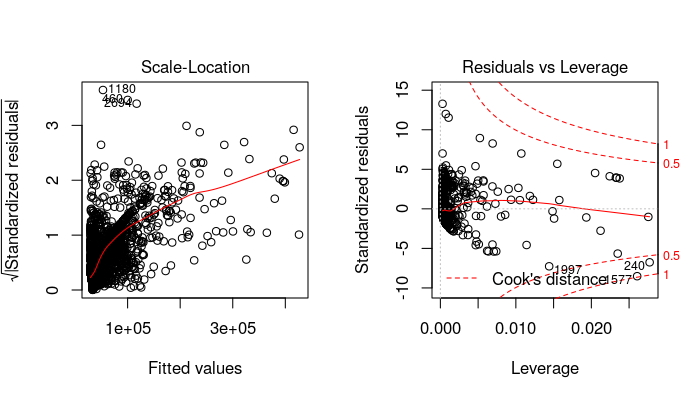 Scale-Location
√|Standardized residuals|
0
1
2
3
1180
460
2694
1e+05
3e+05
Fitted values
Residuals vs Leverage
Standardized residuals
-10
-5
0
5
10
15
1
0.5
0.5
1
1997
240
1577
Cook's distance
0.000
0.010
0.020
Leverage